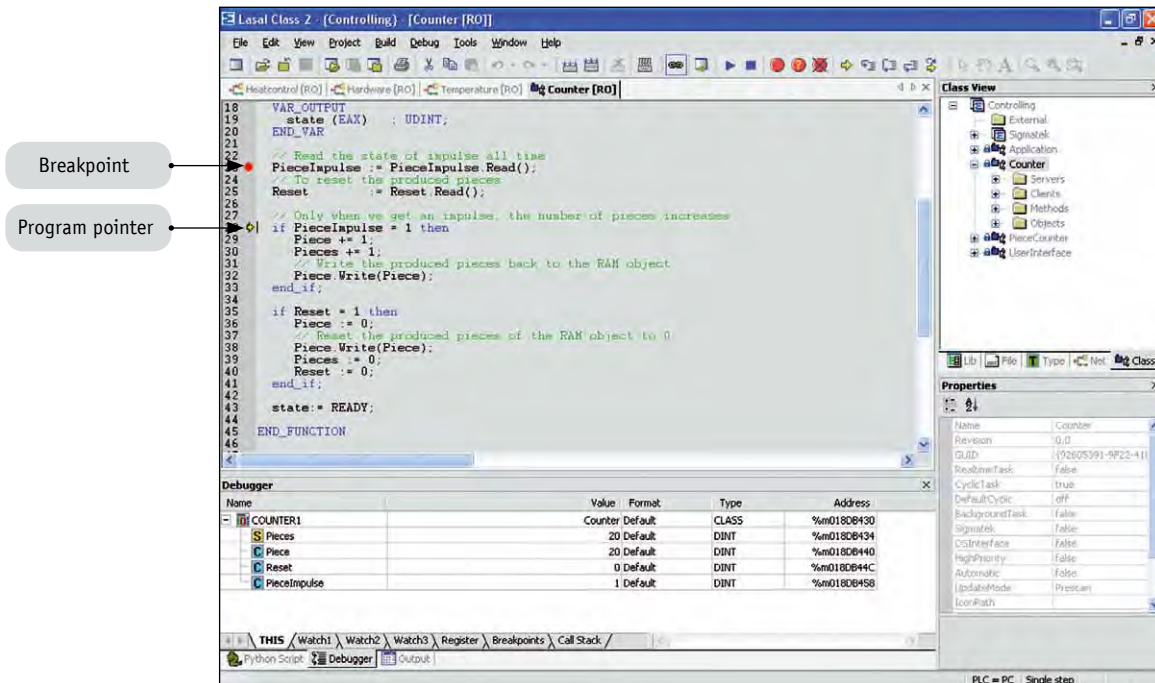 Breakpoint
Program pointer
Lasal Class 2 - {Controlling} - [Counter [RO]]
File Edit View Project Build Debug Tools Window Help
Heatcontrol [RO] Hardware [RO] Temperature [RO] Counter [RO]
18 VAR_OUTPUT
19 state (EAX) : UDINT;
20 END_VAR
21
22 // Read the state of impulse all time
23 PieceImpulse := PieceImpulse.Read();
24 // To reset the produced pieces
25 Reset := Reset.Read();
26
27 // Only when we get an impulse, the number of pieces increases
if PieceImpulse = 1 then
29 Piece += 1;
30 Pieces += 1;
31 // Write the produced pieces back to the RAM object
32 Piece.Write(Piece);
33 end_if;
34
35 if Reset = 1 then
36 Piece := 0;
37 // Reset the produced pieces of the RAM object to 0
38 Piece.Write(Piece);
39 Pieces := 0;
40 Reset := 0;
41 end_if;
42
43 state:= READY;
44
45 END_FUNCTION
46
Class View
Controlling
External
Sigmatek
Application
Counter
Servers
Clients
Methods
Objects
PieceCounter
UserInterface
Lib File Type Net Class
Properties
Name Counter
Revision 0.0
GUID
RealtimeTask false
CyclicTask true
DefaultCyclic off
BackgroundTask false
Sigmatek false
OSInterface false
HighPriority false
Automatic false
UpdateMode Prescan
IconPath
Debugger
Name Value Format Type Address
COUNTER1 Counter Default CLASS %m018DB430
S Pieces 20 Default DINT %m018DB434
C Piece 20 Default DINT %m018DB440
C Reset 0 Default DINT %m018DB44C
C PieceImpulse 1 Default DINT %m018DB458
THIS Watch1 Watch2 Watch3 Register Breakpoints Call Stack
Python Script Debugger Output
PLC = PC Single step